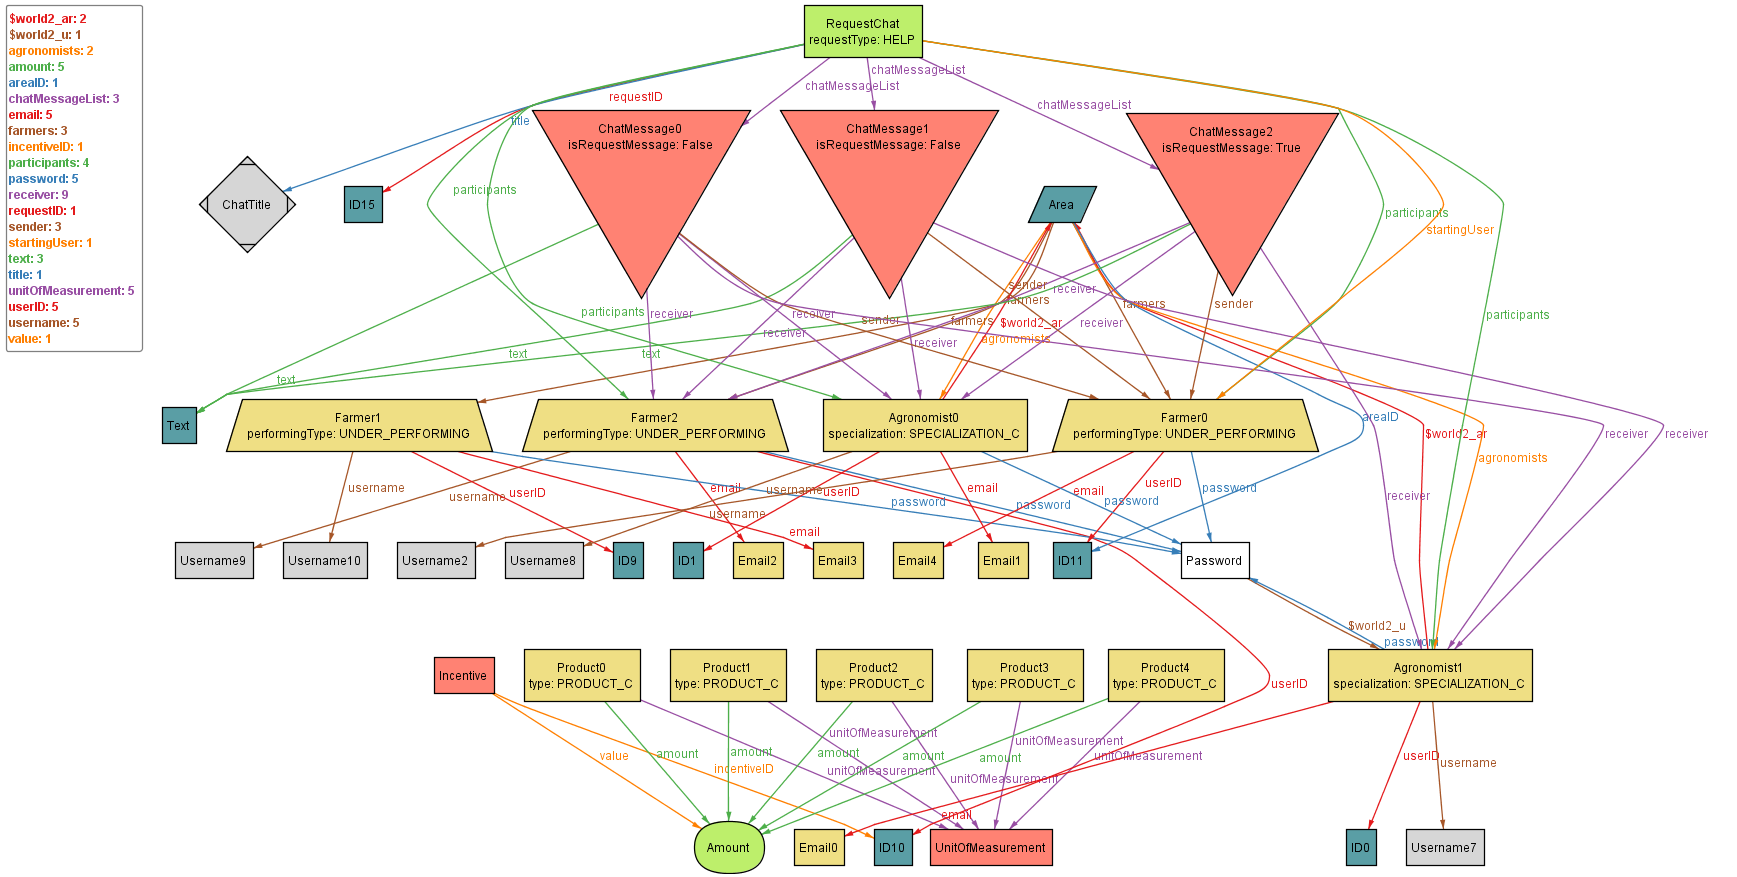 $world2_ar: 2
$world2_u: 1
agronomists: 2
amount: 5
areaID: 1
chatMessageList: 3
email: 5
farmers: 3
incentiveID: 1
participants: 4
password: 5
receiver: 9
requestID: 1
sender: 3
startingUser: 1
text: 3
title: 1
unitOfMeasurement: 5
userID: 5
username: 5
value: 1
RequestChat
requestType: HELP
chatMessageList
chatMessageList
chatMessageList
requestID
title
ChatMessage0
isRequestMessage: False
ChatMessage1
isRequestMessage: False
ChatMessage2
isRequestMessage: True
participants
participants
startingUser
ChatTitle
ID15
Area
sender
receiver
farmers
farmers
sender
participants
receiver
receiver
sender
farmers
$world2_ar
receiver
participants
receiver
receiver
agronomists
text
text
text
Text
Farmer1
performingType: UNDER_PERFORMING
Farmer2
performingType: UNDER_PERFORMING
Agronomist0
specialization: SPECIALIZATION_C
Farmer0
performingType: UNDER_PERFORMING
areaID
$world2_ar
receiver
receiver
agronomists
username
username
userID
email
username
userID
email
email
userID
password
receiver
password
password
password
username
email
Username9
Username10
Username2
Username8
ID9
ID1
Email2
Email3
Email4
Email1
ID11
Password
$world2_u
password
Incentive
Product0
type: PRODUCT_C
Product1
type: PRODUCT_C
Product2
type: PRODUCT_C
Product3
type: PRODUCT_C
Product4
type: PRODUCT_C
userID
Agronomist1
specialization: SPECIALIZATION_C
value
amount
amount
unitOfMeasurement
amount
amount
unitOfMeasurement
amount
unitOfMeasurement
userID
username
incentiveID
unitOfMeasurement
unitOfMeasurement
email
Amount
Email0
ID10
UnitOfMeasurement
ID0
Username7